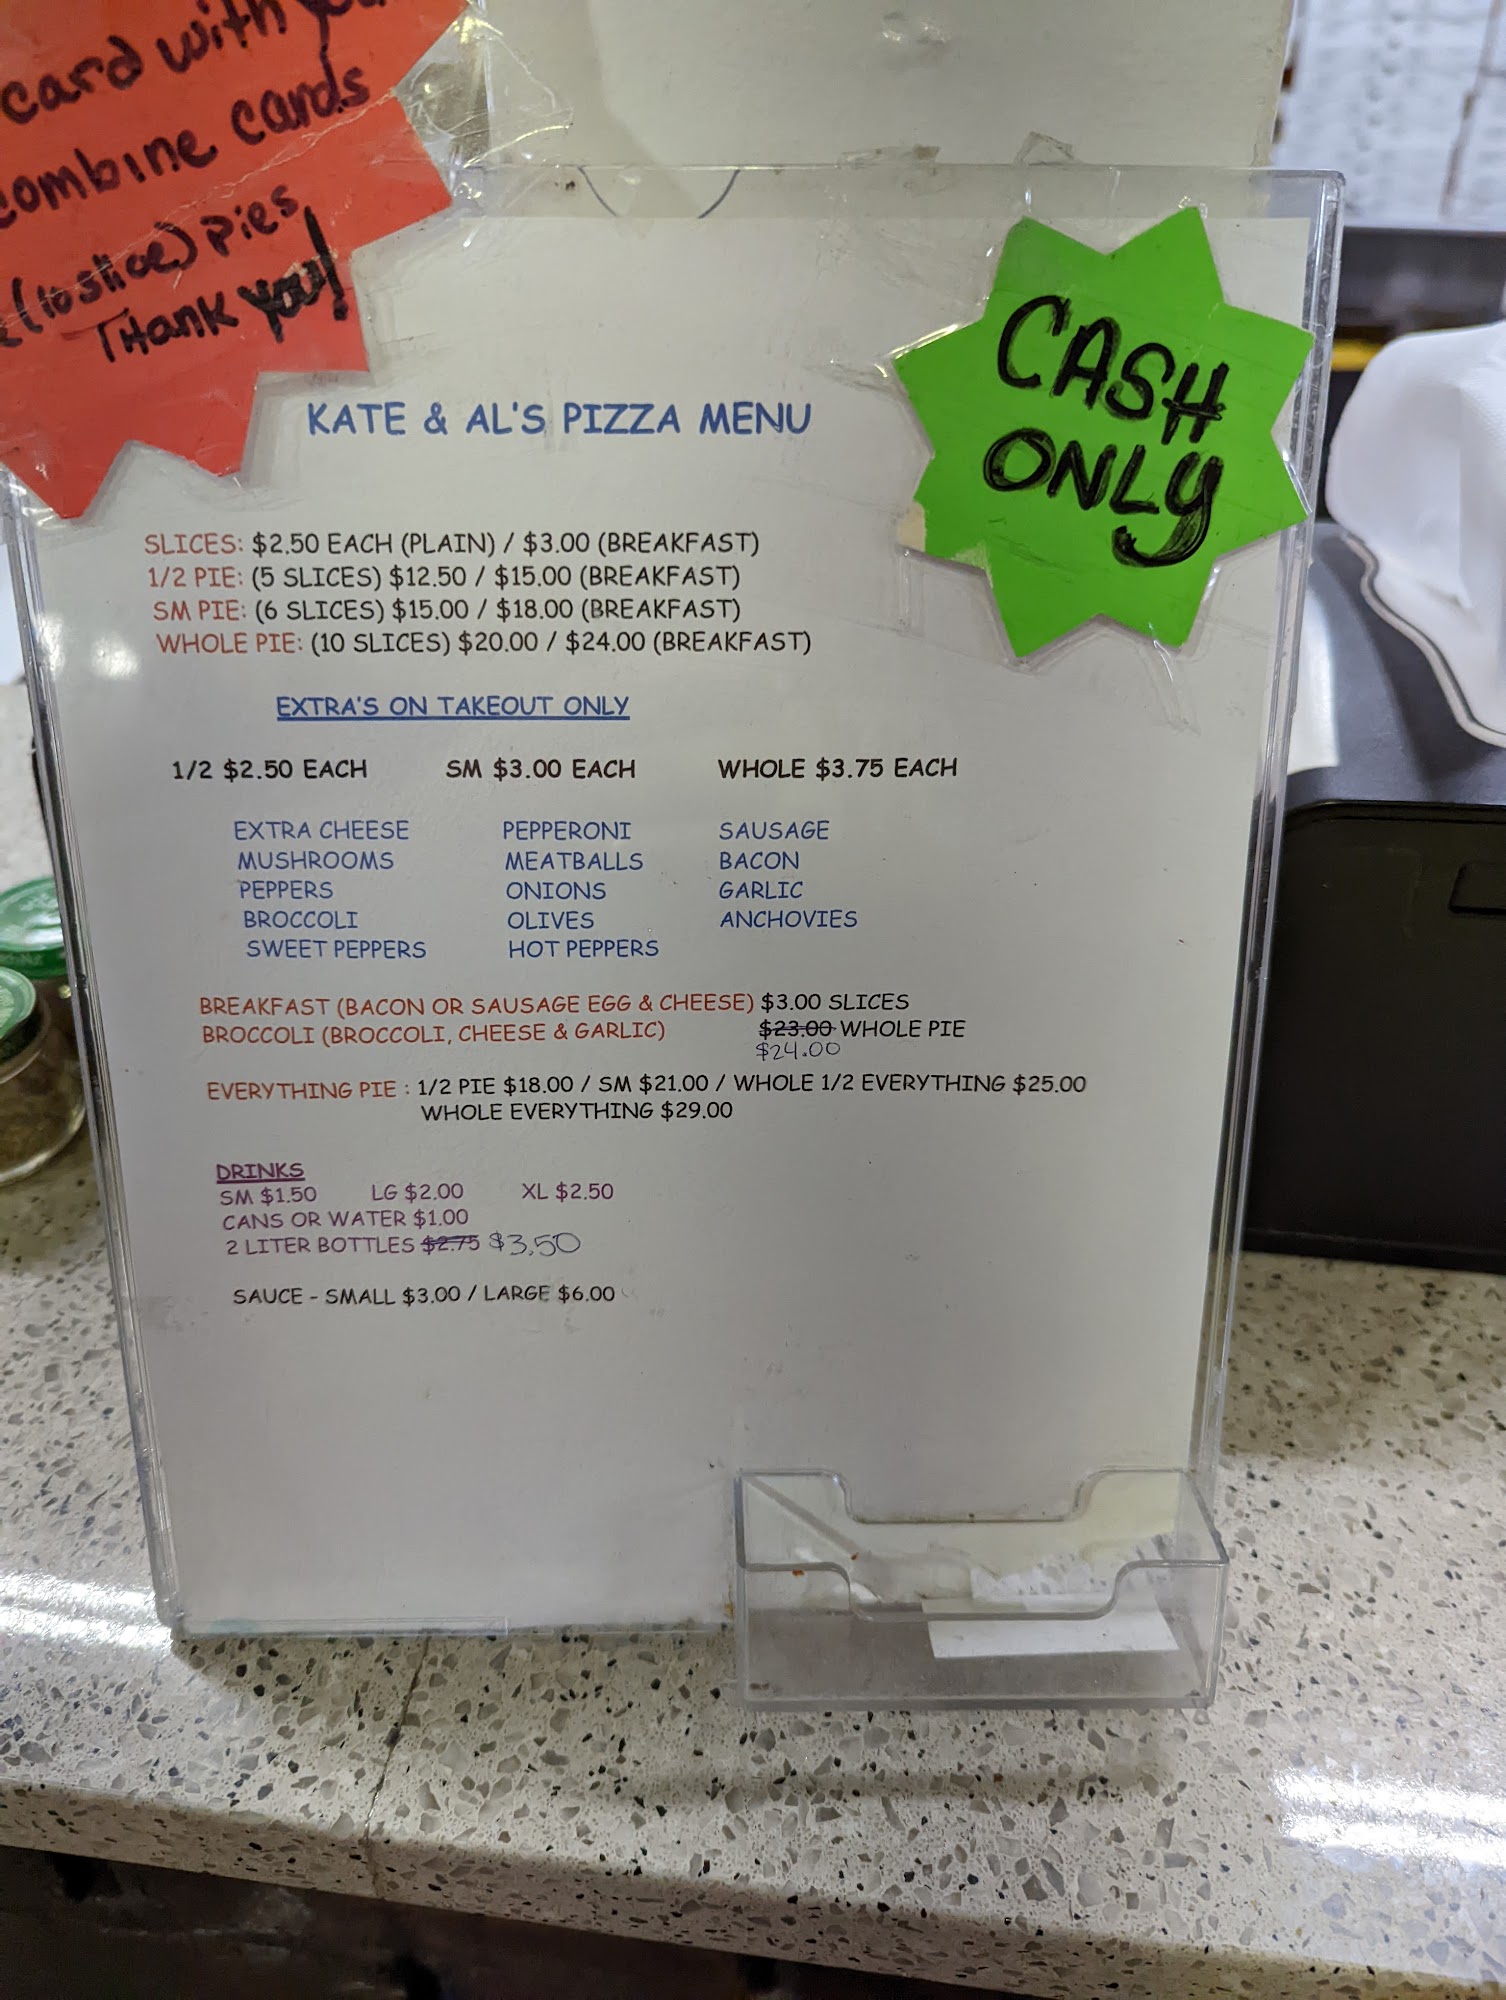 card with you
combine cards
(10 slice) pies
Thank you!
CASH
ONLY
KATE & AL'S PIZZA MENU
SLICES: $2.50 EACH (PLAIN) / $3.00 (BREAKFAST)
1/2 PIE: (5 SLICES) $12.50 / $15.00 (BREAKFAST)
SM PIE: (6 SLICES) $15.00 / $18.00 (BREAKFAST)
WHOLE PIE: (10 SLICES) $20.00 / $24.00 (BREAKFAST)
EXTRA'S ON TAKEOUT ONLY
1/2 $2.50 EACH SM $3.00 EACH WHOLE $3.75 EACH
EXTRA CHEESE PEPPERONI SAUSAGE
MUSHROOMS MEATBALLS BACON
PEPPERS ONIONS GARLIC
BROCCOLI OLIVES ANCHOVIES
SWEET PEPPERS HOT PEPPERS
BREAKFAST (BACON OR SAUSAGE EGG & CHEESE) $3.00 SLICES
BROCCOLI (BROCCOLI, CHEESE & GARLIC) $23.00 WHOLE PIE
$24.00
EVERYTHING PIE : 1/2 PIE $18.00 / SM $21.00 / WHOLE 1/2 EVERYTHING $25.00
WHOLE EVERYTHING $29.00
DRINKS
SM $1.50 LG $2.00 XL $2.50
CANS OR WATER $1.00
2 LITER BOTTLES $2.75 $3.50
SAUCE - SMALL $3.00 / LARGE $6.00